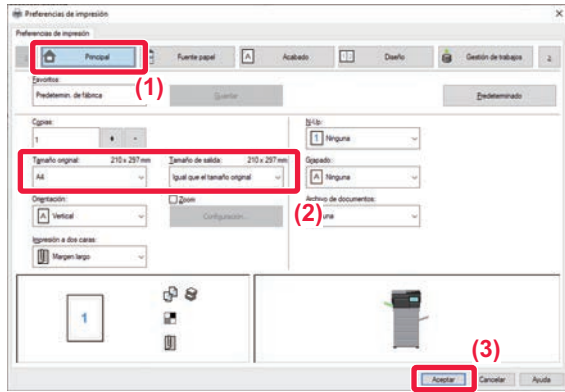 Preferencias de impresión
Preferencias de impresión
Principal
Fuente papel
Acabado
Diseño
Gestión de trabajos
(1)
Favoritos:
Predetermin. de fábrica
Guardar
Predeterminado
Copias:
1
+ -
N-Up:
1 Ninguna
Tamaño original: 210 x 297 mm
A4
Tamaño de salida: 210 x 297 mm
Igual que el tamaño original
Grapado:
A Ninguna
(2)
Orientación:
A Vertical
Zoom
Configuración...
Archivo de documentos:
una
Impresión a dos caras:
Margen largo
1
(3)
Aceptar
Cancelar
Ayuda